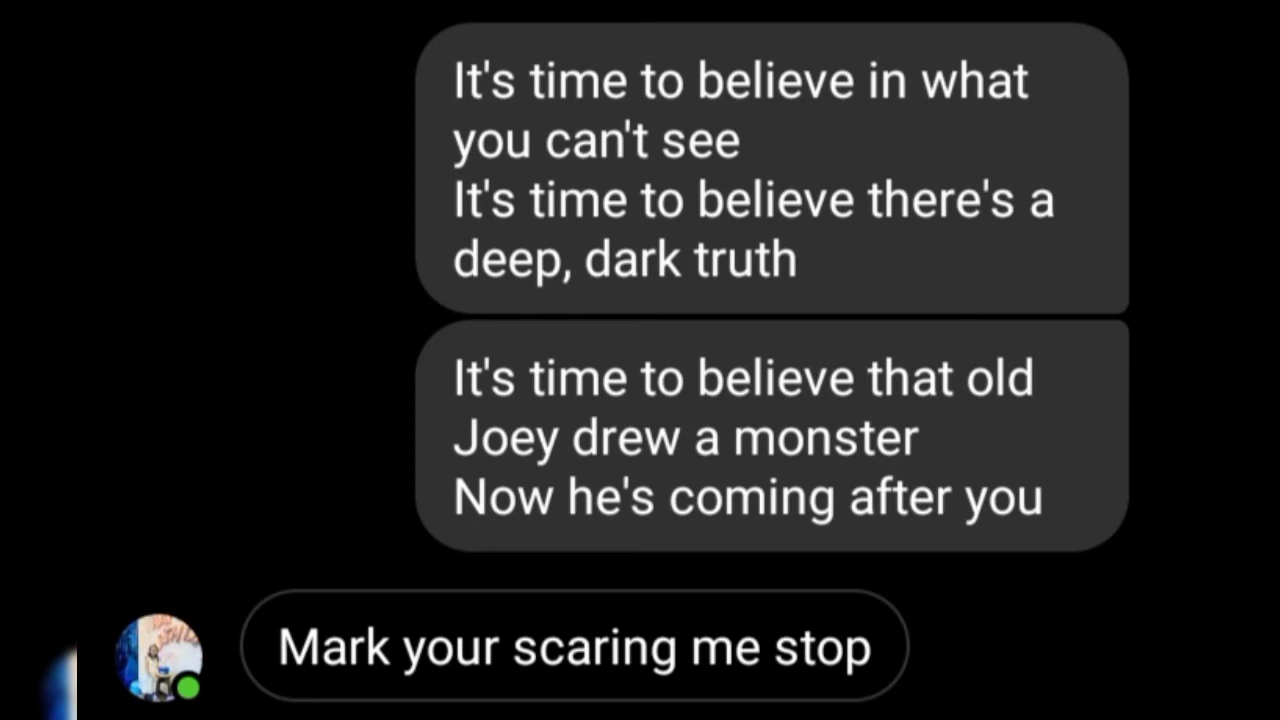 It's time to believe in what
you can't see
It's time to believe there's a
deep, dark truth
It's time to believe that old
Joey drew a monster
Now he's coming after you
Mark your scaring me stop